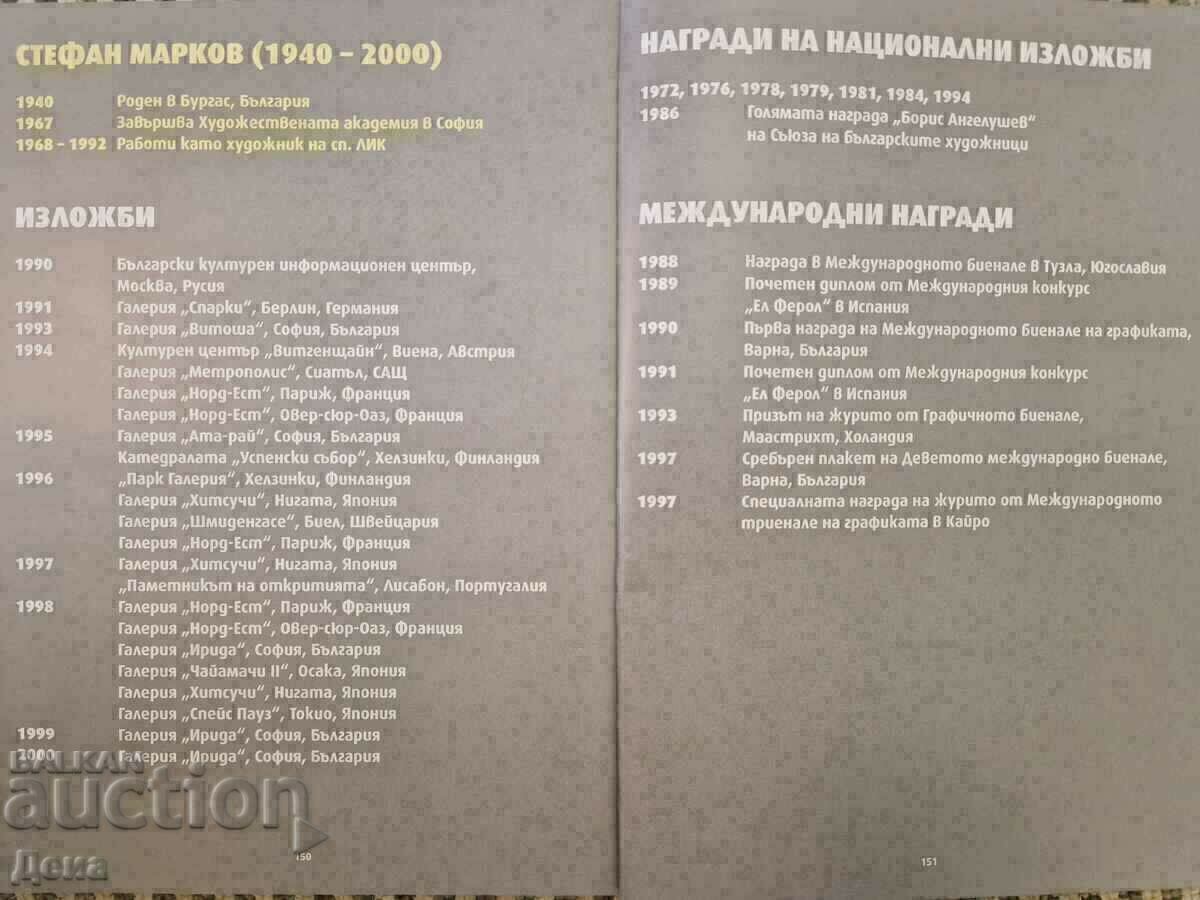 СТЕФАН МАРКОВ (1940 – 2000)
1940 Роден в Бургас, България
1967 Завършва Художествената академия в София
1968 – 1992 Работи като художник на сп. ЛИК
ИЗЛОЖБИ
1990 Български културен информационен център,
Москва, Русия
1991 Галерия „Спарки“, Берлин, Германия
1993 Галерия „Витоша“, София, България
1994 Културен център „Витгенщайн“, Виена, Австрия
Галерия „Метрополис“, Сиатъл, САЩ
Галерия „Норд-Ест“, Париж, Франция
Галерия „Норд-Ест“, Овер-сюр-Оаз, Франция
1995 Галерия „Ата-рай“, София, България
Катедралата „Успенски събор“, Хелзинки, Финландия
1996 „Парк Галерия“, Хелзинки, Финландия
Галерия „Хитсучи“, Нигата, Япония
Галерия „Шмиденгасе“, Биел, Швейцария
Галерия „Норд-Ест“, Париж, Франция
1997 Галерия „Хитсучи“, Нигата, Япония
„Паметникът на откритията“, Лисабон, Португалия
1998 Галерия „Норд-Ест“, Париж, Франция
Галерия „Норд-Ест“, Овер-сюр-Оаз, Франция
Галерия „Ирида“, София, България
Галерия „Чайамачи II“, Осака, Япония
Галерия „Хитсучи“, Нигата, Япония
Галерия „Спейс Пауз“, Токио, Япония
1999 Галерия „Ирида“, София, България
2000 Галерия „Ирида“, София, България
150
НАГРАДИ НА НАЦИОНАЛНИ ИЗЛОЖБИ
1972, 1976, 1978, 1979, 1981, 1984, 1994
1986 Голямата награда „Борис Ангелушев“
на Съюза на българските художници
МЕЖДУНАРОДНИ НАГРАДИ
1988 Награда в Международното биенале в Тузла, Югославия
1989 Почетен диплом от Международния конкурс
„Ел Ферол“ в Испания
1990 Първа награда на Международното биенале на графиката,
Варна, България
1991 Почетен диплом от Международния конкурс
„Ел Ферол“ в Испания
1993 Призът на журито от Графичното биенале,
Маастрихт, Холандия
1997 Сребърен плакет на Деветото международно биенале,
Варна, България
1997 Специалната награда на журито от Международното
триенале на графиката в Кайро
151
BALKAN
auction
Деиа